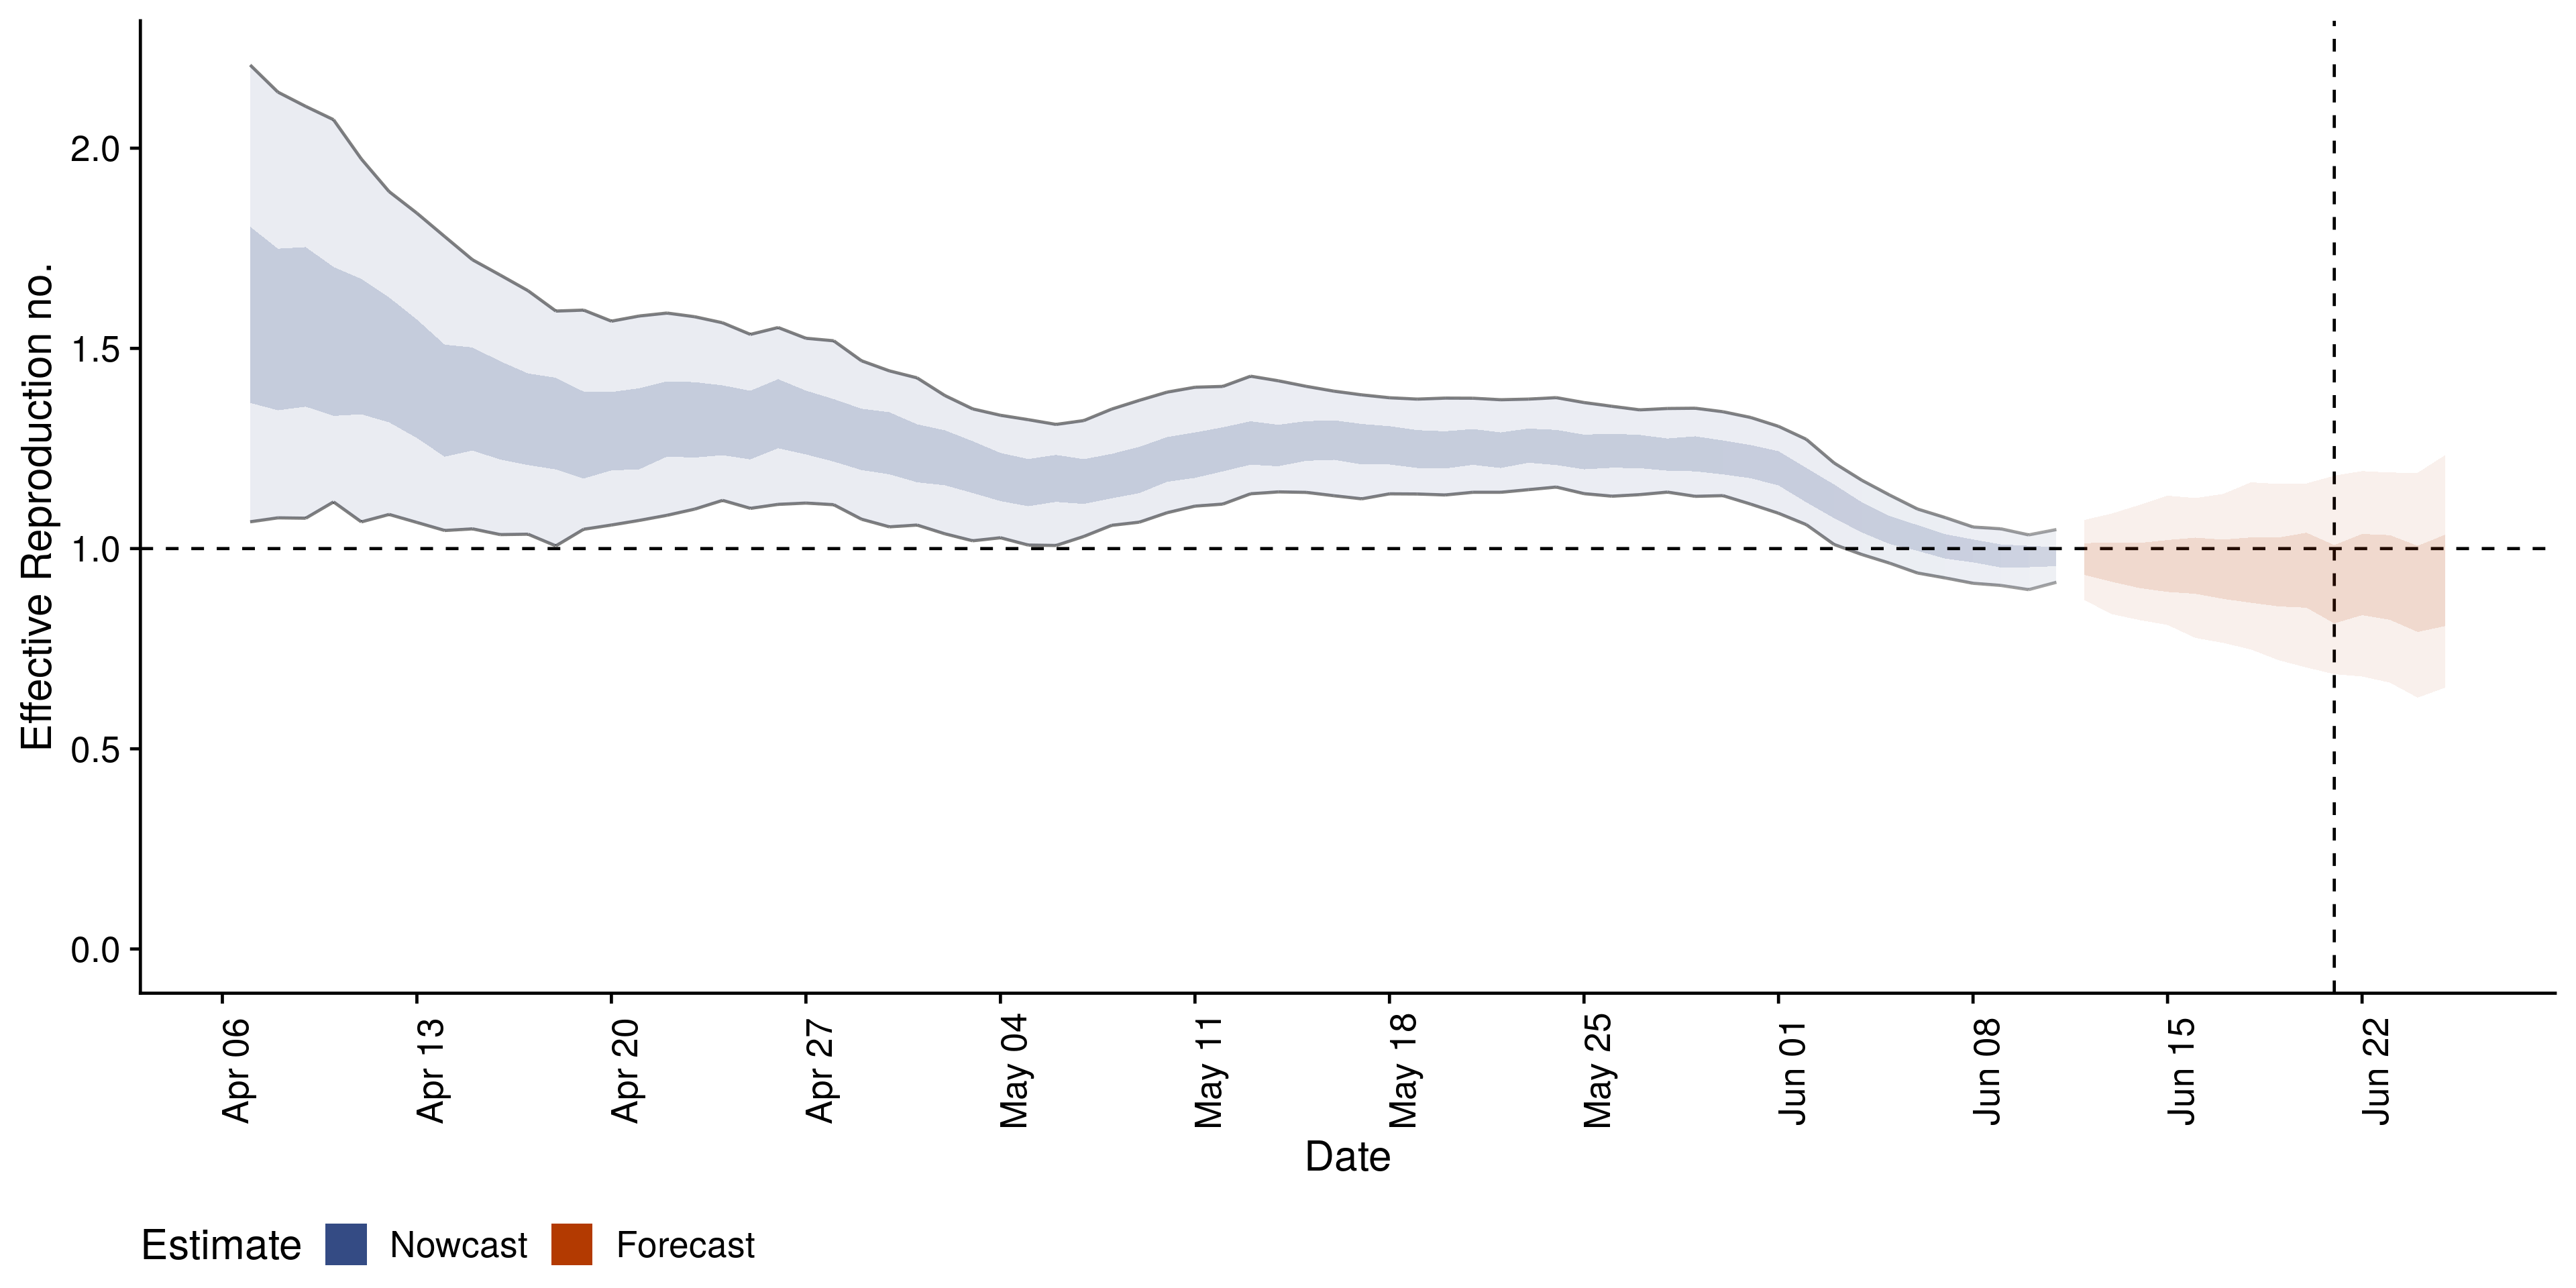 Effective Reproduction no.
2.0
1.5
1.0
0.5
0.0
Apr 06
Apr 13
Apr 20
Apr 27
May 04
May 11
May 18
May 25
Jun 01
Jun 08
Jun 15
Jun 22
Date
Estimate Nowcast Forecast